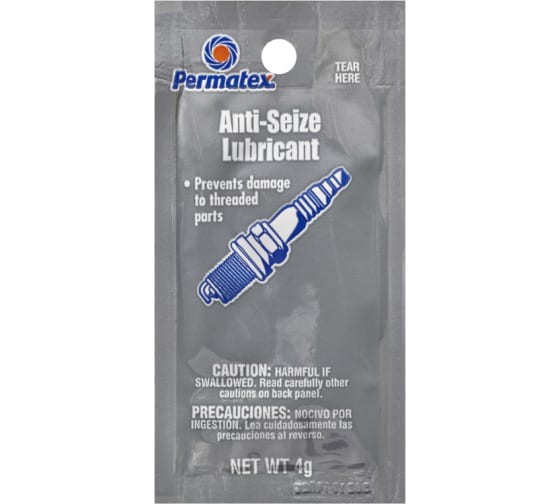 Permatex®
TEAR
HERE
Anti-Seize
Lubricant
• Prevents damage
to threaded
parts
CAUTION: HARMFUL IF
SWALLOWED. Read carefully other
cautions on back panel.
PRECAUCIONES: NOCIVO POR
INGESTIÓN. Lea cuidadosamente las
precauciones al reverso.
NET WT 4g